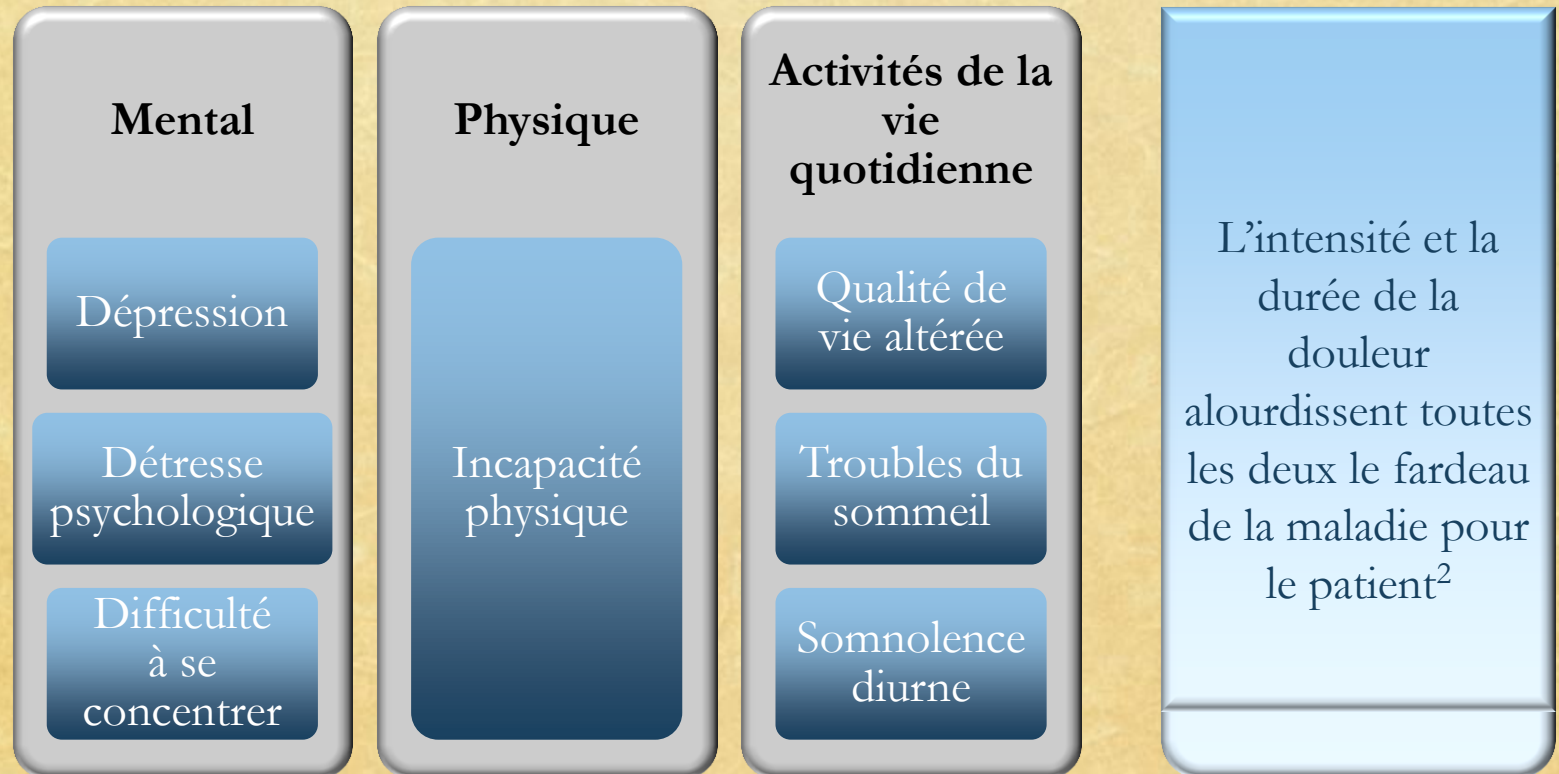 Mental
Dépression
Détresse
psychologique
Difficulté
à se
concentrer
Physique
Incapacité
physique
Activités de la
vie
quotidienne
Qualité de
vie altérée
Troubles du
sommeil
Somnolence
diurne
L’intensité et la
durée de la
douleur
alourdissent toutes
les deux le fardeau
de la maladie pour
le patient²